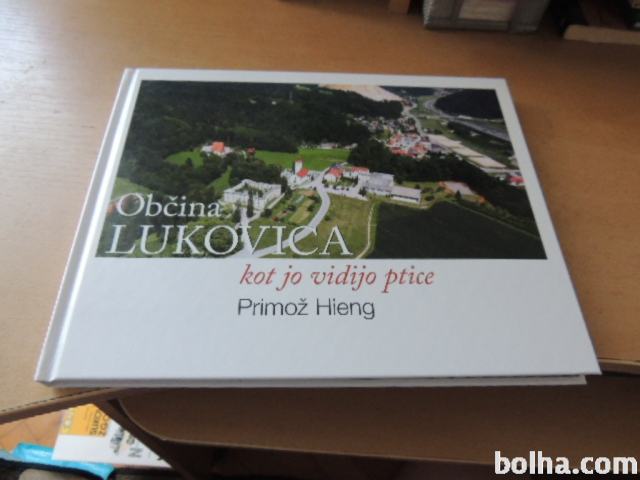 Občina
LUKOVICA
kot jo vidijo ptice
Primož Hieng
bolha.com